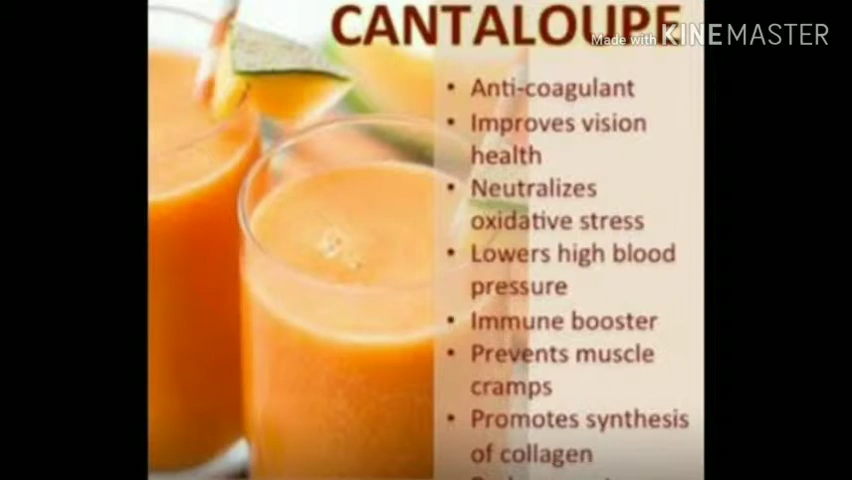 CANTALOUPE
Made with KINEMASTER
• Anti-coagulant
• Improves vision
health
• Neutralizes
oxidative stress
• Lowers high blood
pressure
• Immune booster
• Prevents muscle
cramps
• Promotes synthesis
of collagen